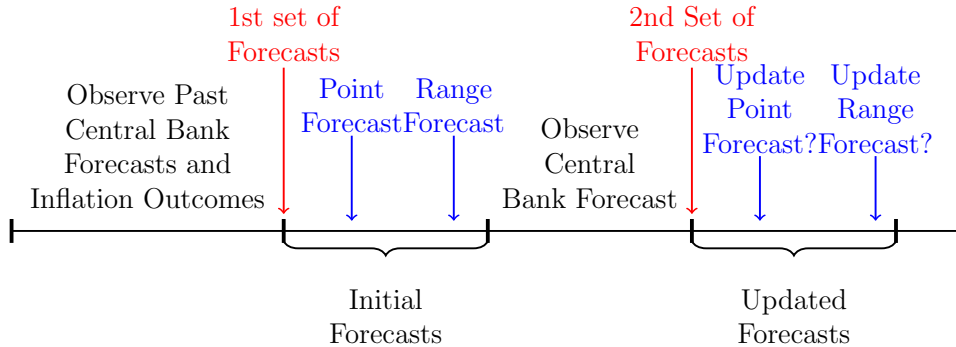 1st set of
Forecasts
2nd Set of
Forecasts
Observe Past
Central Bank
Forecasts and
Inflation Outcomes
Point
Forecast
Range
Forecast
Observe
Central
Bank Forecast
Update
Point
Forecast?
Update
Range
Forecast?
Initial
Forecasts
Updated
Forecasts